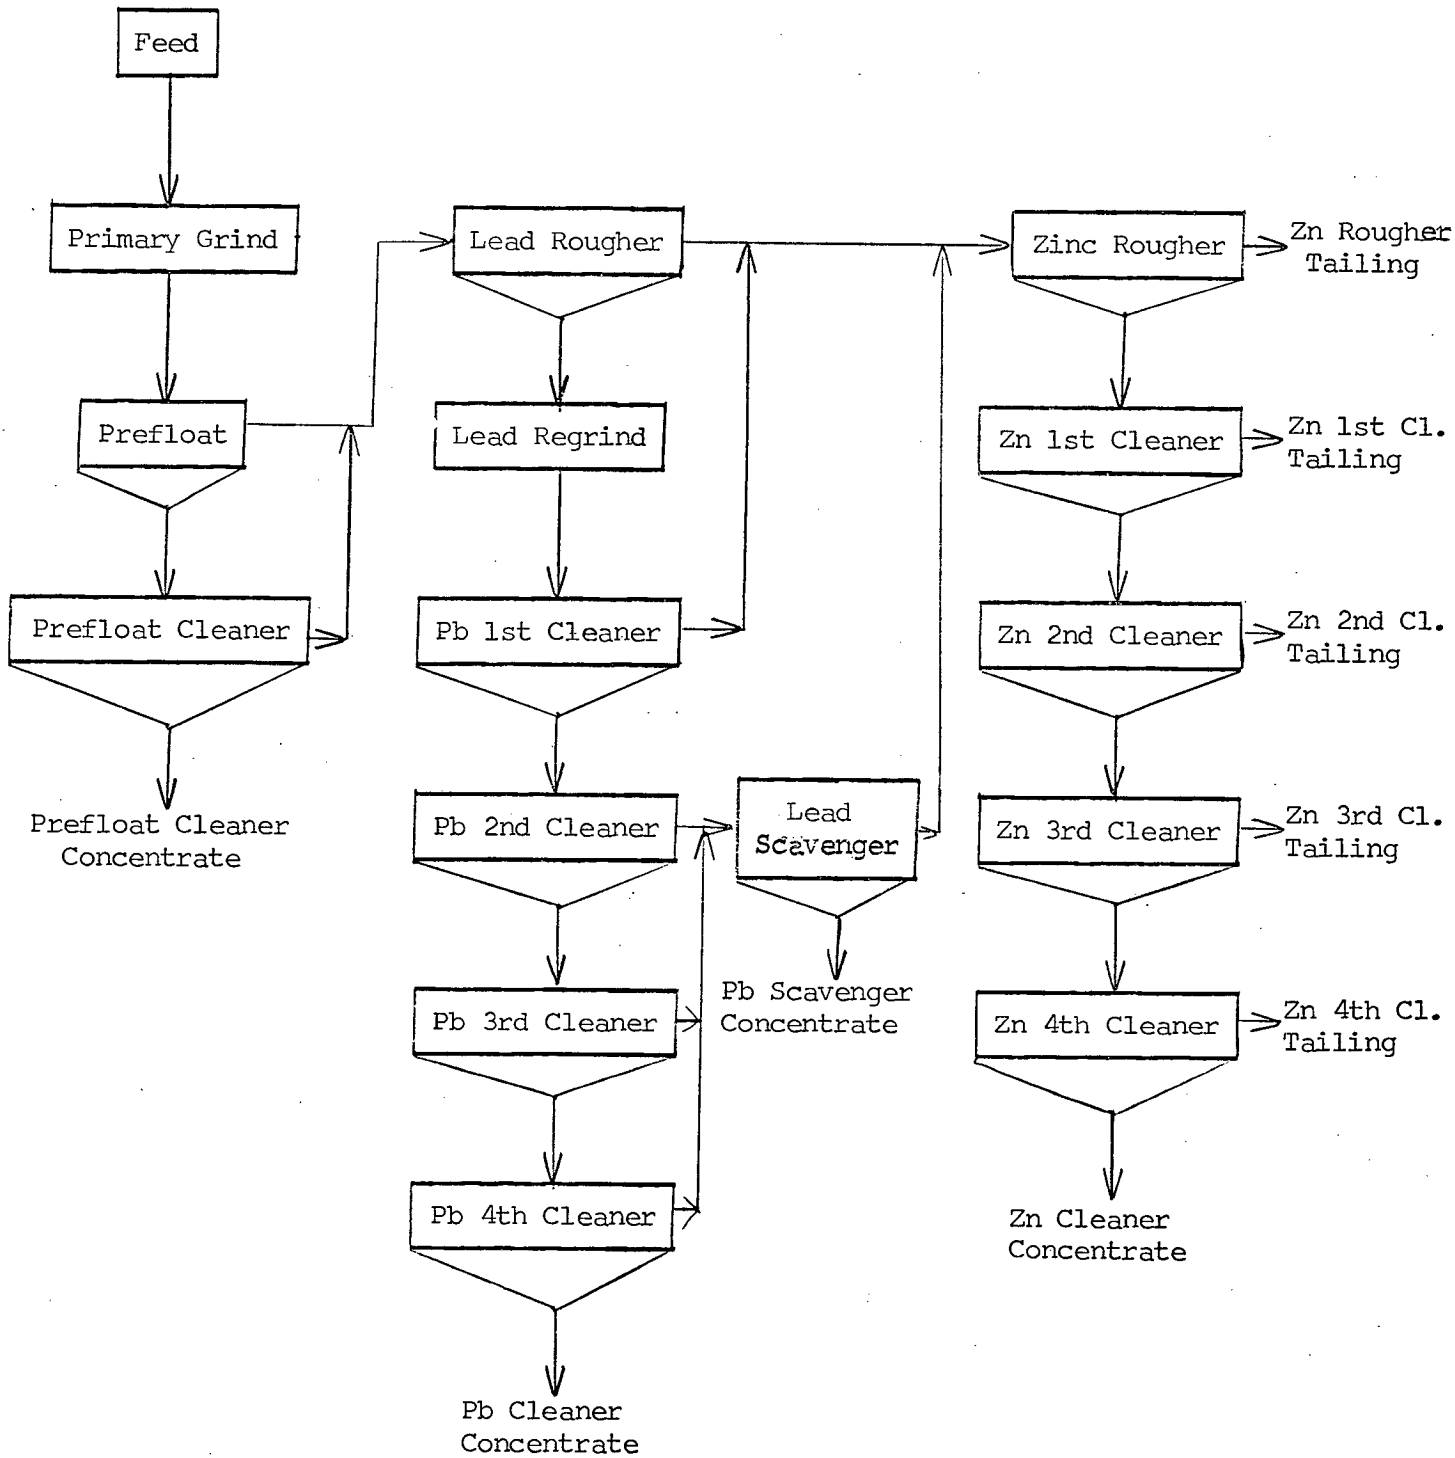 Feed
Primary Grind
Prefloat
Prefloat Cleaner
Prefloat Cleaner
Concentrate
Lead Rougher
Lead Regrind
Pb 1st Cleaner
Pb 2nd Cleaner
Pb 3rd Cleaner
Pb 4th Cleaner
Pb Cleaner
Concentrate
Lead
Scavenger
Pb Scavenger
Concentrate
Zinc Rougher
Zn Rougher
Tailing
Zn 1st Cleaner
Zn 1st Cl.
Tailing
Zn 2nd Cleaner
Zn 2nd Cl.
Tailing
Zn 3rd Cleaner
Zn 3rd Cl.
Tailing
Zn 4th Cleaner
Zn 4th Cl.
Tailing
Zn Cleaner
Concentrate